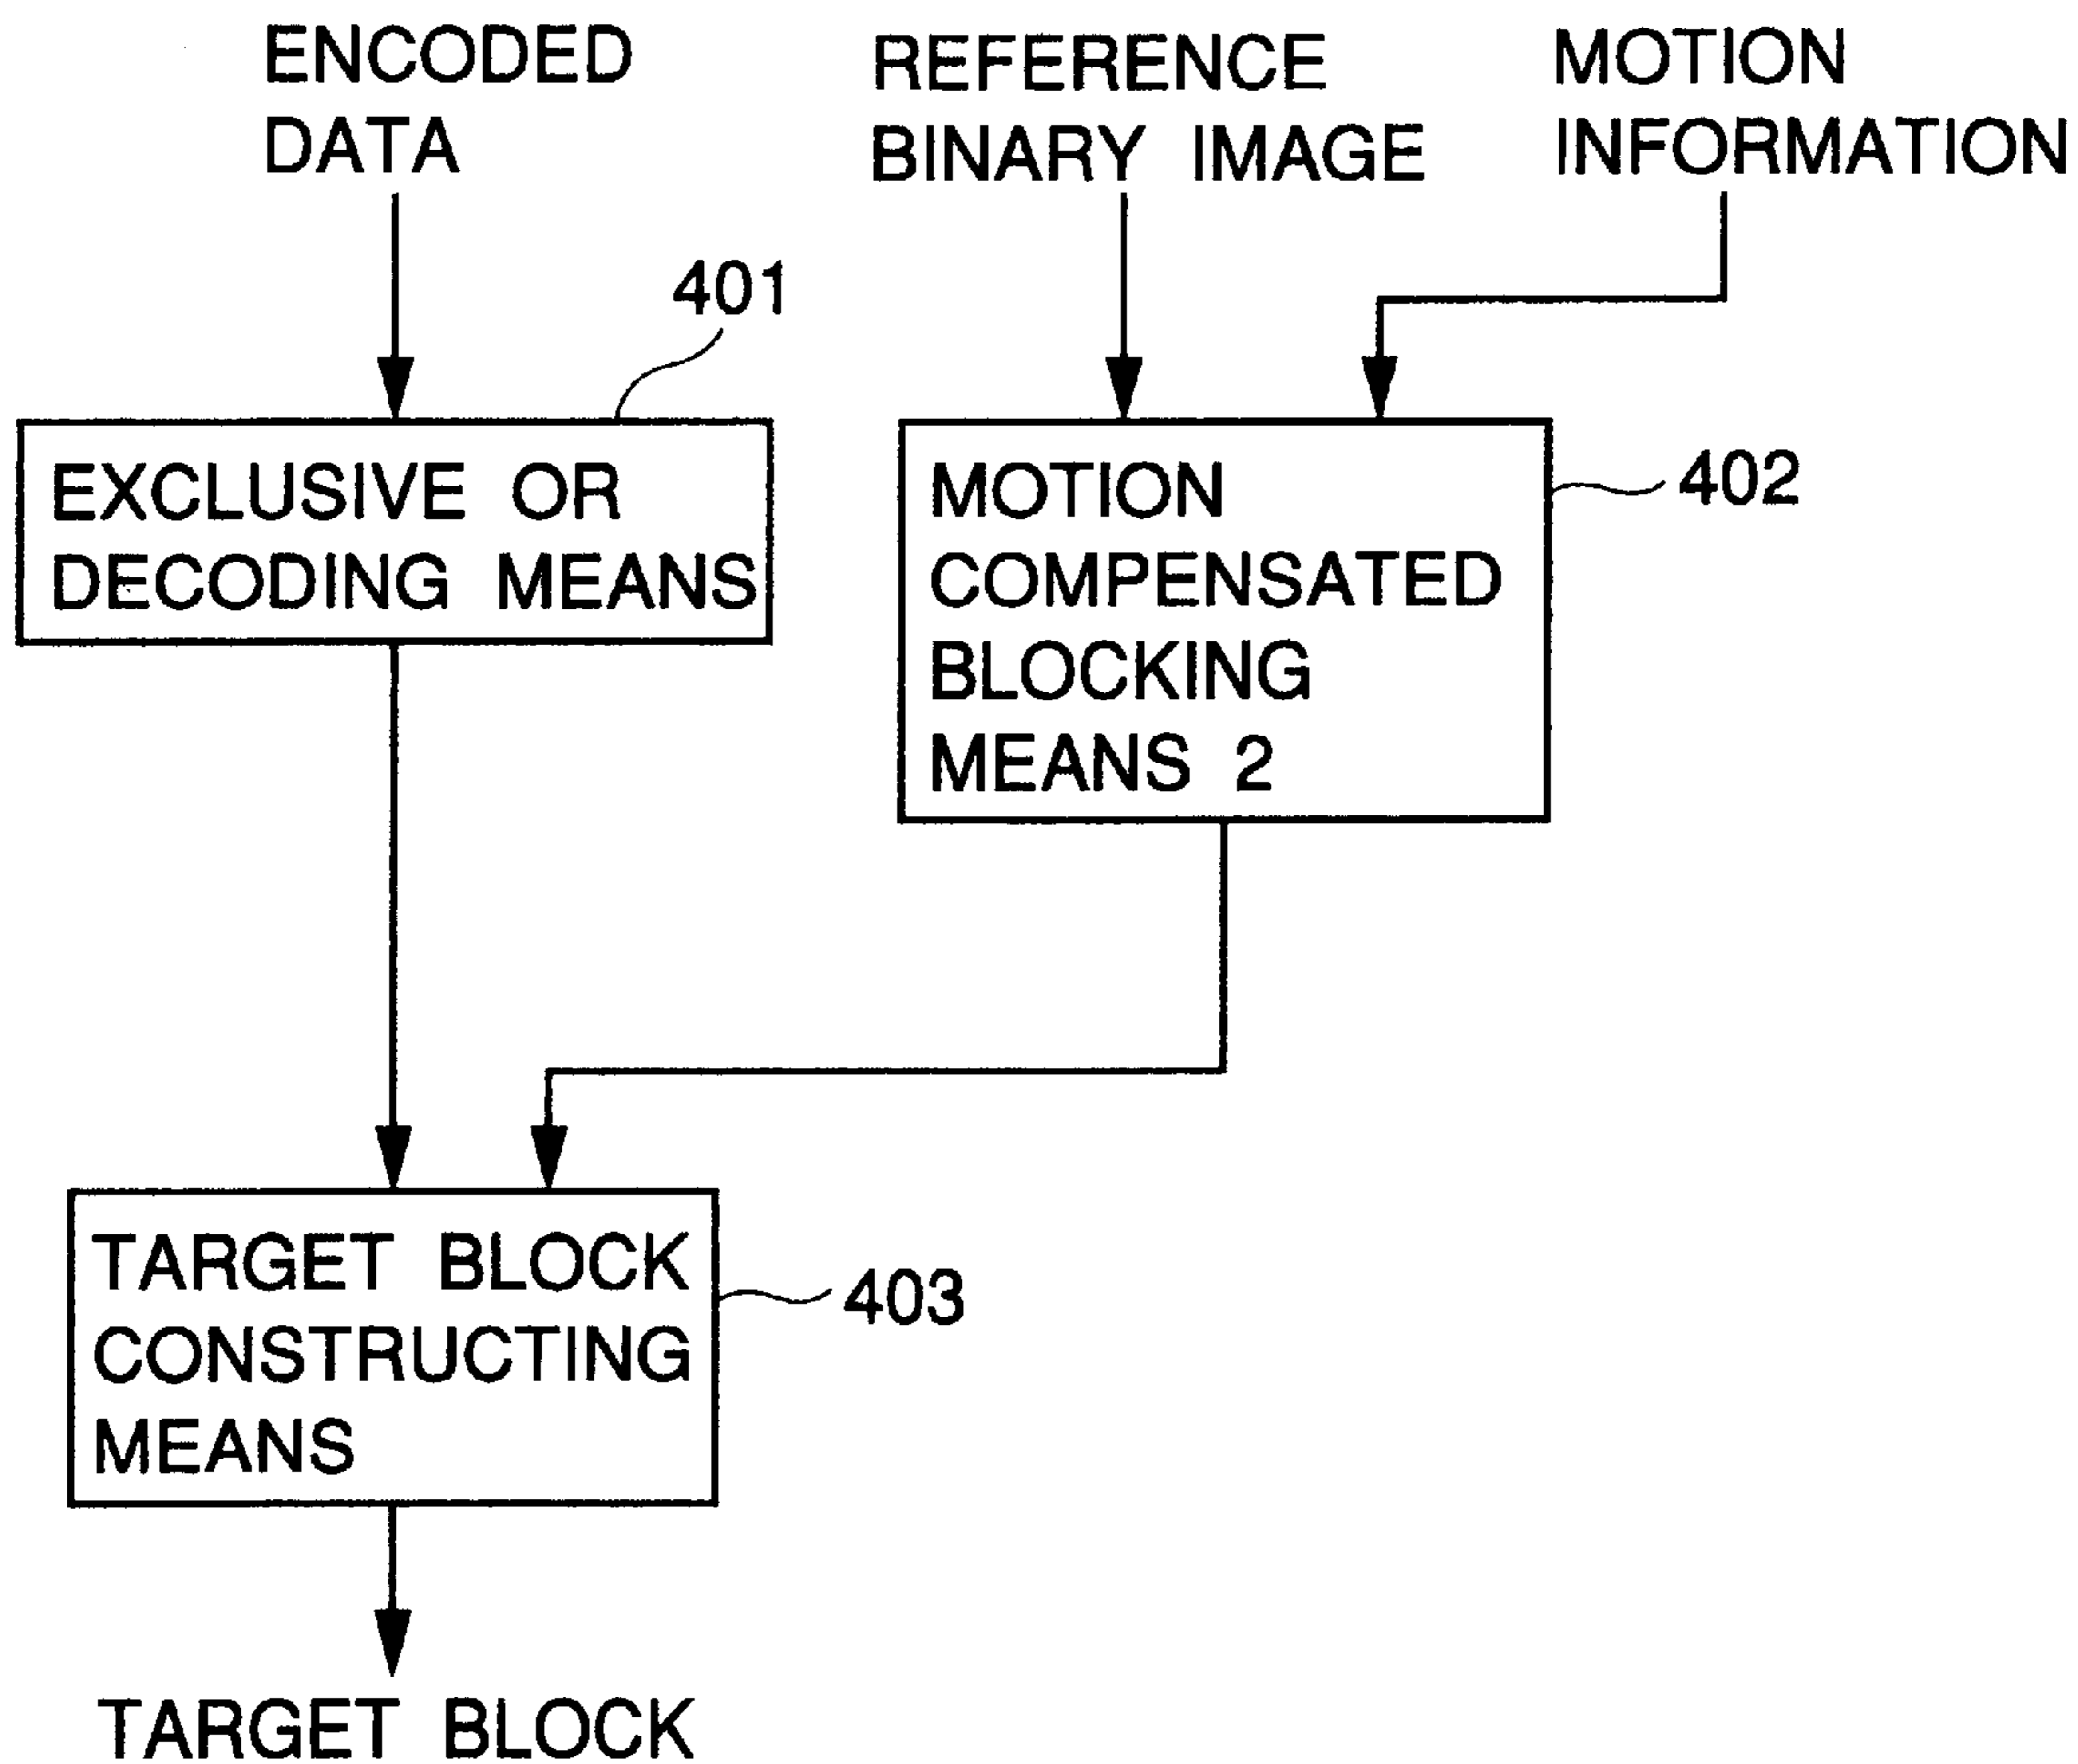 ENCODED
DATA
REFERENCE
BINARY IMAGE
MOTION
INFORMATION
401
EXCLUSIVE OR
DECODING MEANS
MOTION
COMPENSATED
BLOCKING
MEANS 2
402
TARGET BLOCK
CONSTRUCTING
MEANS
403
TARGET BLOCK